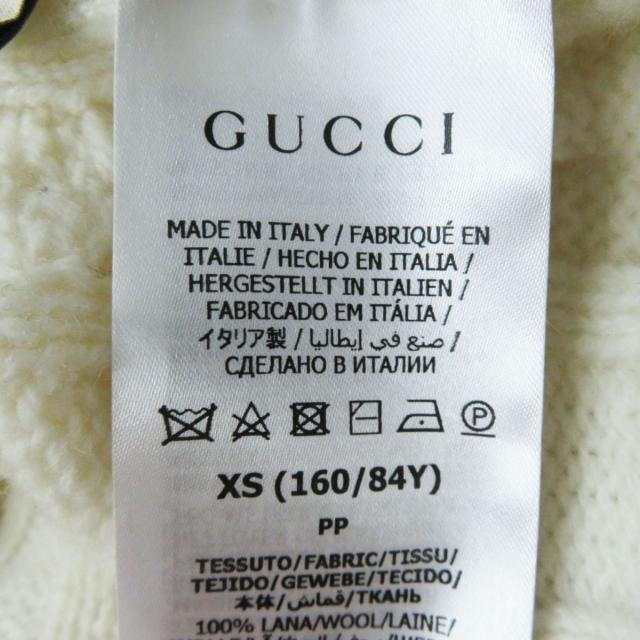 GUCCI
MADE IN ITALY / FABRIQUÉ EN
ITALIE / HECHO EN ITALIA /
HERGESTELLT IN ITALIEN /
FABRICADO EM ITÁLIA /
イタリア製 / صنع في إيطاليا /
СДЕЛАНО В ИТАЛИИ
P
XS (160/84Y)
PP
TESSUTO/FABRIC/TISSU/
TEJIDO/GEWEBE/TECIDO/
本体/قماش/ТКАНЬ
100% LANA/WOOL/LAINE/